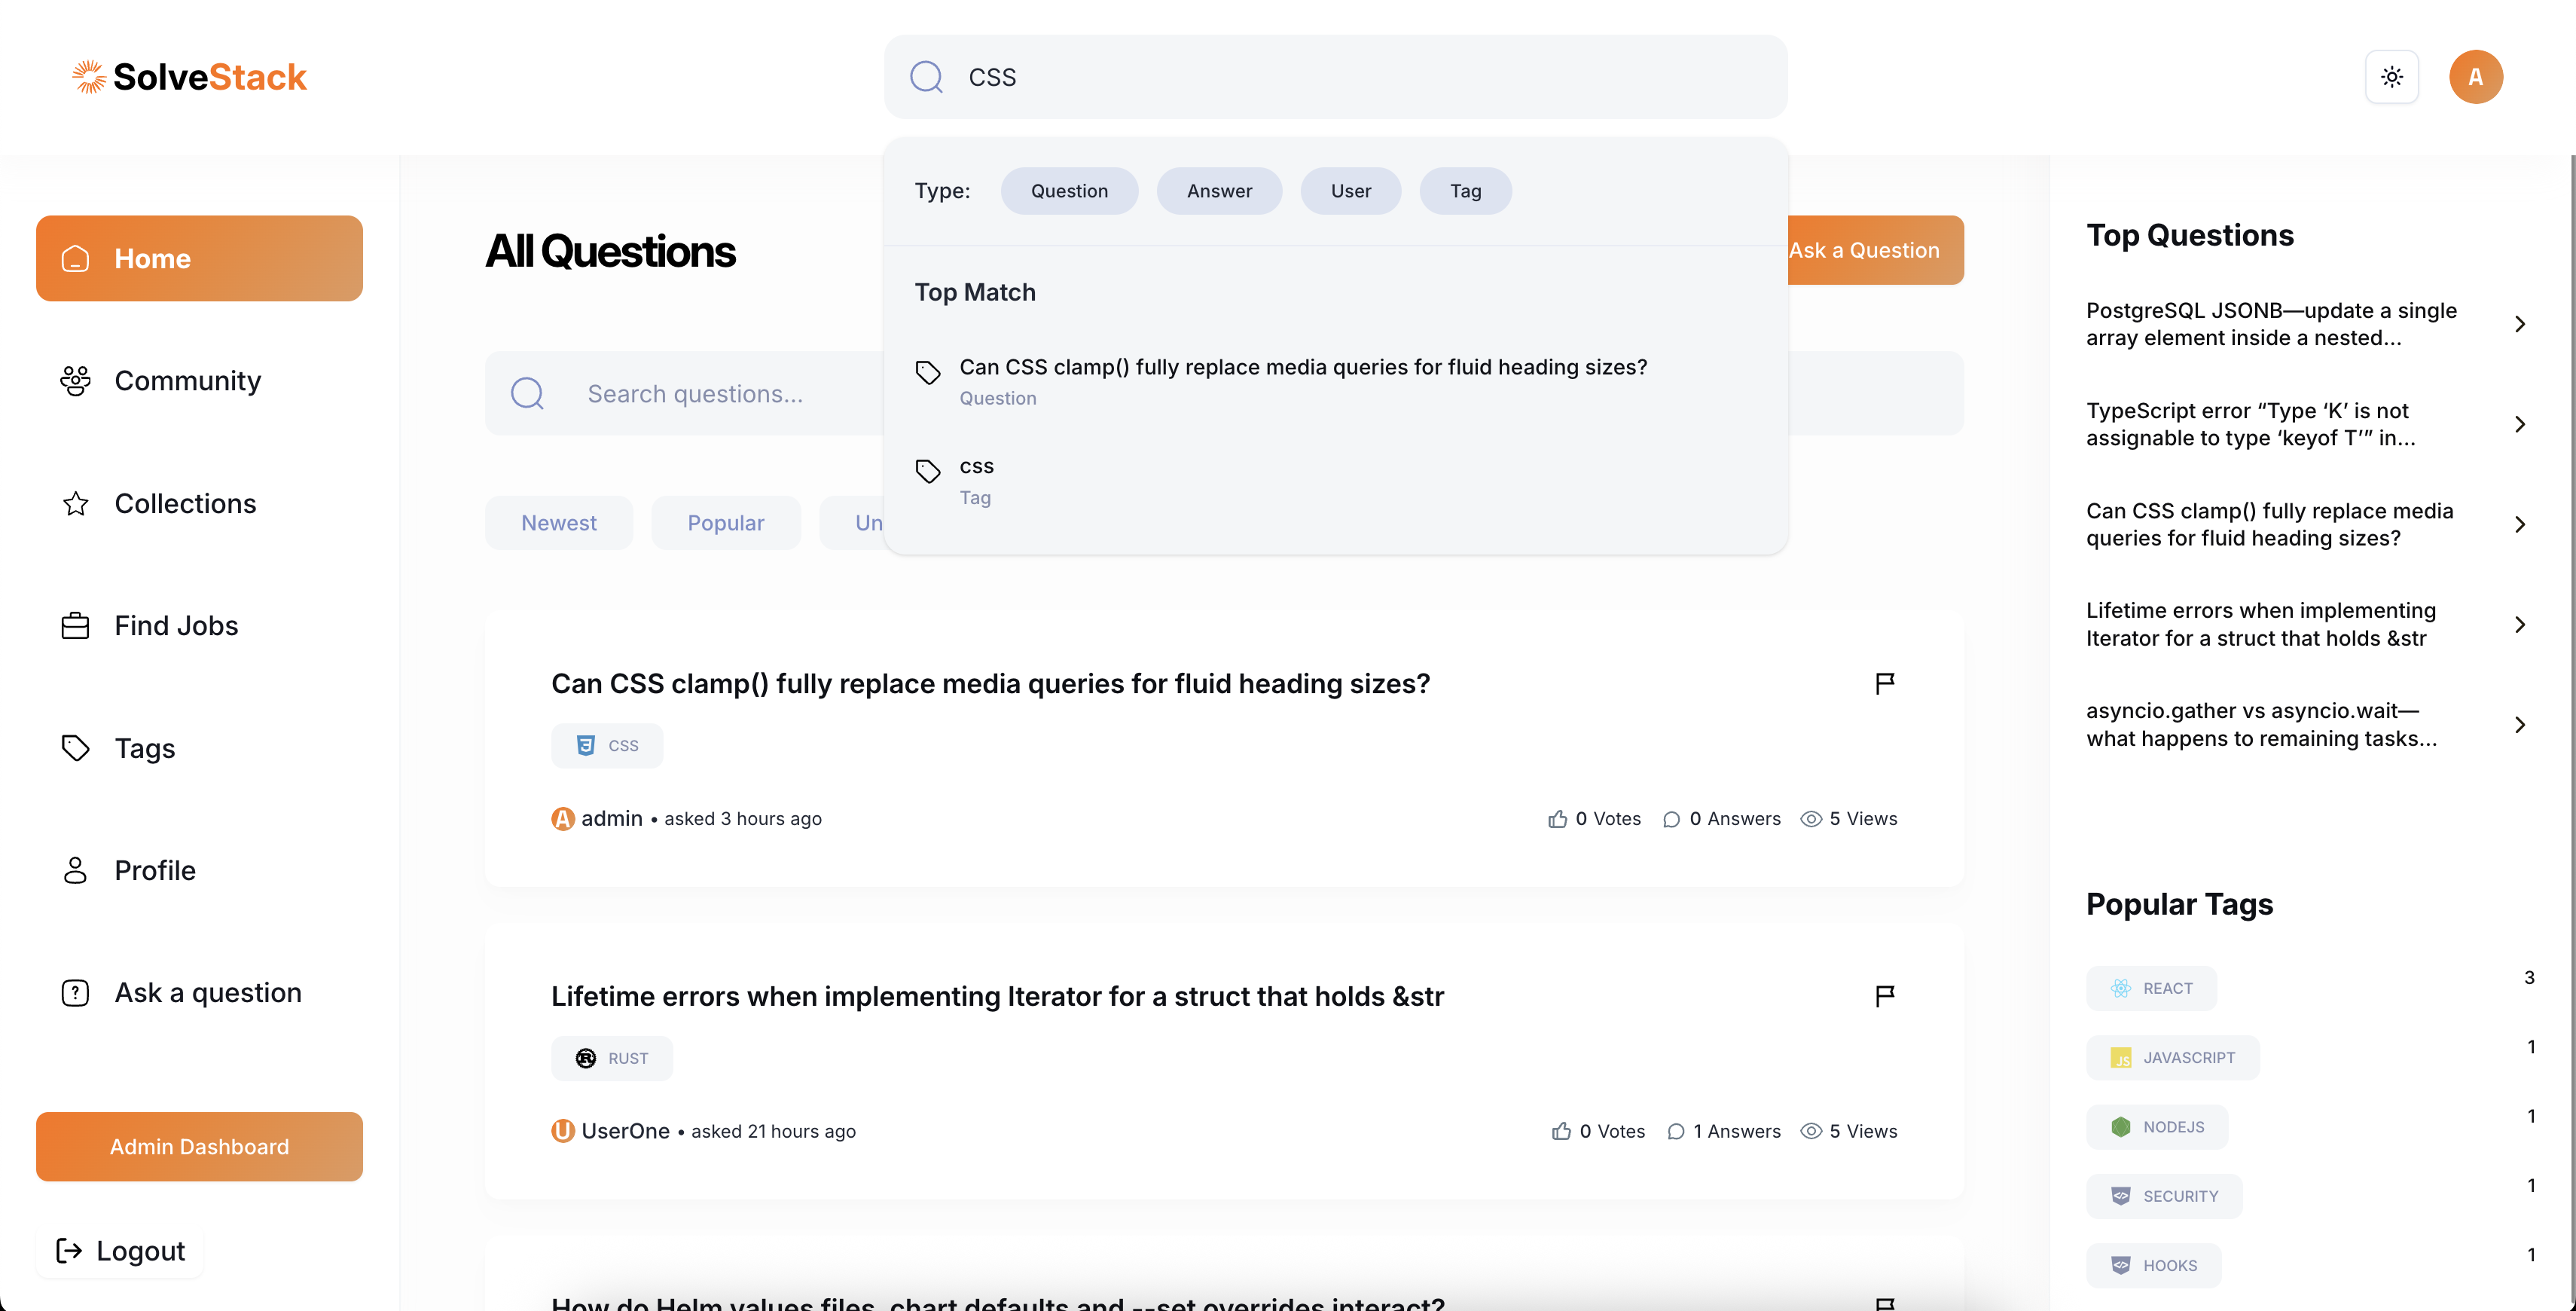 SolveStack
CSS
A
Type: Question Answer User Tag
Top Match
Can CSS clamp() fully replace media queries for fluid heading sizes?
Question
css
Tag
Home
Community
Collections
Find Jobs
Tags
Profile
Ask a question
Admin Dashboard
Logout
All Questions
Ask a Question
Search questions...
Newest Popular Un
Can CSS clamp() fully replace media queries for fluid heading sizes?
CSS
A admin • asked 3 hours ago
0 Votes 0 Answers 5 Views
Lifetime errors when implementing Iterator for a struct that holds &str
RUST
U UserOne • asked 21 hours ago
0 Votes 1 Answers 5 Views
How do Helm values files, chart defaults and --set overrides interact?
Top Questions
PostgreSQL JSONB—update a single
array element inside a nested...
TypeScript error “Type ‘K’ is not
assignable to type ‘keyof T’” in...
Can CSS clamp() fully replace media
queries for fluid heading sizes?
Lifetime errors when implementing
Iterator for a struct that holds &str
asyncio.gather vs asyncio.wait—
what happens to remaining tasks...
Popular Tags
REACT 3
JS JAVASCRIPT 1
NODEJS 1
SECURITY 1
HOOKS 1